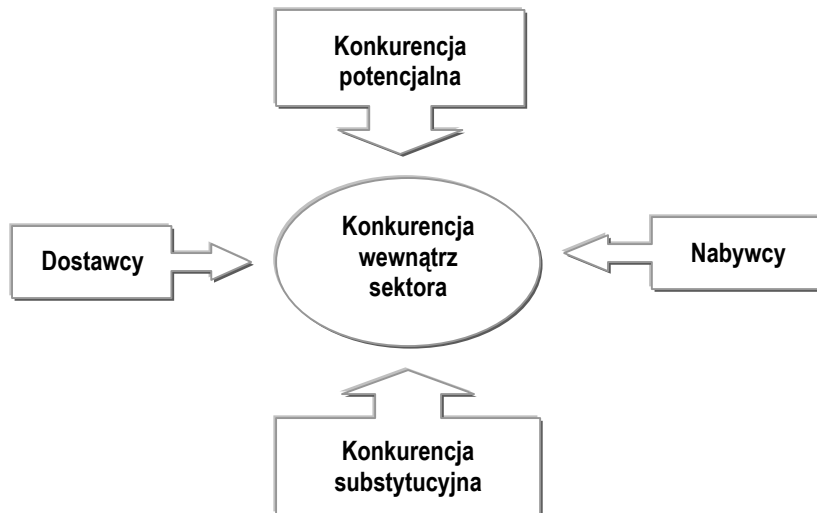 Konkurencja
potencjalna
Dostawcy
Konkurencja
wewnątrz
sektora
Nabywcy
Konkurencja
substytucyjna